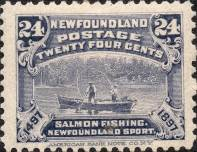 24 NEWFOUNDLAND 24
POSTAGE
TWENTY FOUR CENTS
1497 1897
SALMON FISHING.
NEWFOUNDLAND SPORT.
AMERICAN BANK NOTE CO. N.Y.